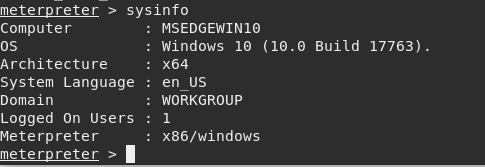 meterpreter > sysinfo
Computer        : MSEDGEWIN10
OS              : Windows 10 (10.0 Build 17763).
Architecture    : x64
System Language : en_US
Domain          : WORKGROUP
Logged On Users : 1
Meterpreter     : x86/windows
meterpreter >